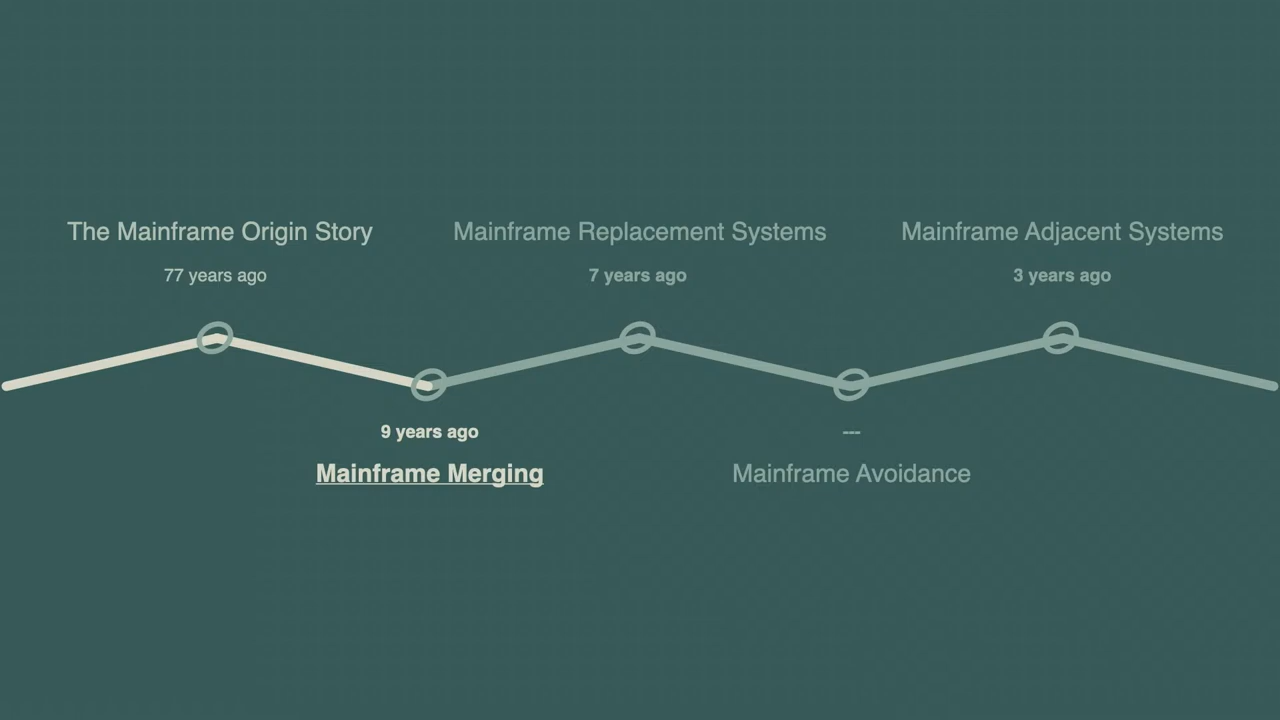 The Mainframe Origin Story
77 years ago
9 years ago
Mainframe Merging
Mainframe Replacement Systems
7 years ago
---
Mainframe Avoidance
Mainframe Adjacent Systems
3 years ago